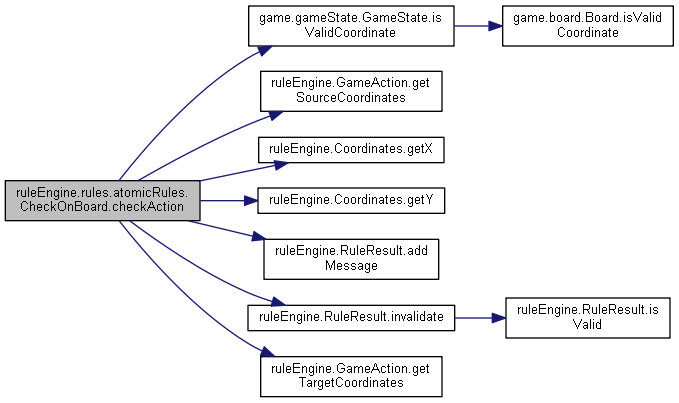 game.gameState.GameState.is
ValidCoordinate
game.board.Board.isValid
Coordinate
ruleEngine.GameAction.get
SourceCoordinates
ruleEngine.Coordinates.getX
ruleEngine.rules.atomicRules.
CheckOnBoard.checkAction
ruleEngine.Coordinates.getY
ruleEngine.RuleResult.add
Message
ruleEngine.RuleResult.invalidate
ruleEngine.RuleResult.is
Valid
ruleEngine.GameAction.get
TargetCoordinates